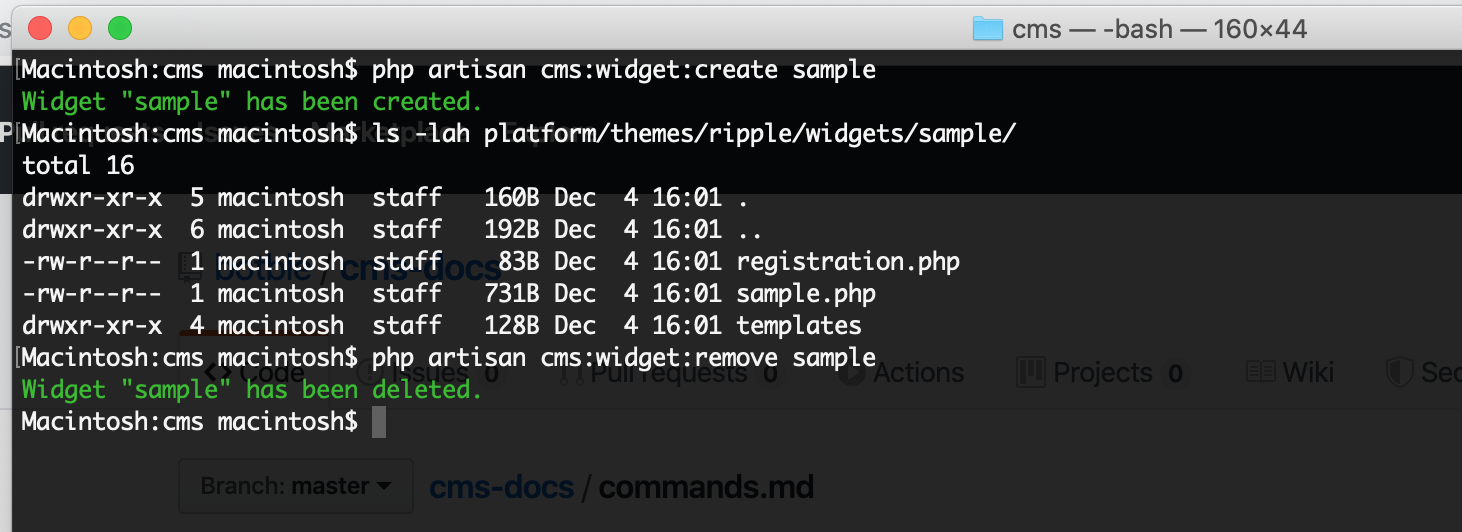 cms — -bash — 160×44
[Macintosh:cms macintosh$ php artisan cms:widget:create sample
Widget "sample" has been created.
[Macintosh:cms macintosh$ ls -lah platform/themes/ripple/widgets/sample/
total 16
drwxr-xr-x  5 macintosh  staff   160B Dec  4 16:01 .
drwxr-xr-x  6 macintosh  staff   192B Dec  4 16:01 ..
-rw-r--r--  1 macintosh  staff    83B Dec  4 16:01 registration.php
botble / cms-docs
-rw-r--r--  1 macintosh  staff   731B Dec  4 16:01 sample.php
drwxr-xr-x  4 macintosh  staff   128B Dec  4 16:01 templates
[Macintosh:cms macintosh$ php artisan cms:widget:remove sample
Code Issues 0 Pull requests 0 Actions Projects 0 Wiki
Widget "sample" has been deleted.
Macintosh:cms macintosh$
Branch: master cms-docs / commands.md